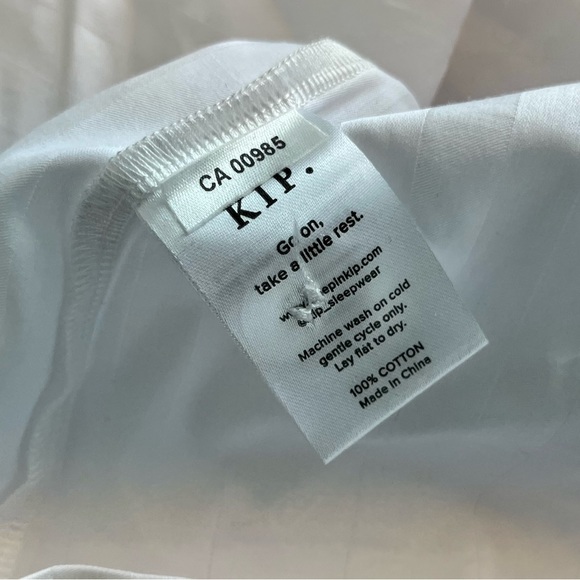 CA 00985
KIP.
Go on,
take a little rest.
Machine wash on cold
gentle cycle only.
Lay flat to dry.
100% COTTON
Made in China